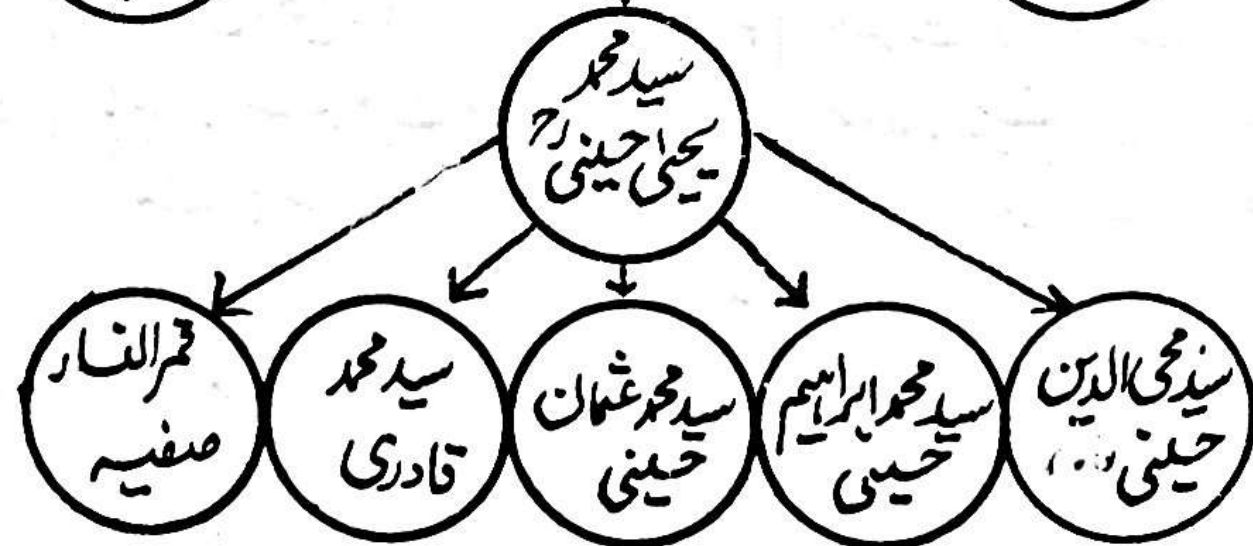 سید محمد
یحییٰ حسینی رح
سید محی الدین
حسینی
سید محمد ابراہیم
حسینی
سید محمد عثمان
حسینی
سید محمد
قادری
قمر النساء
صفیہ